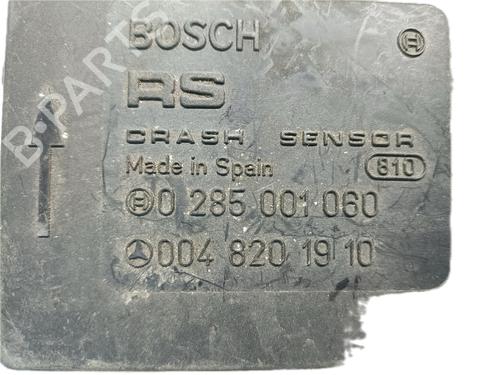 BOSCH
RS
CRASH SENSOR
Made in Spain 810
0 285 001 060
004 820 19 10
B-PARTS